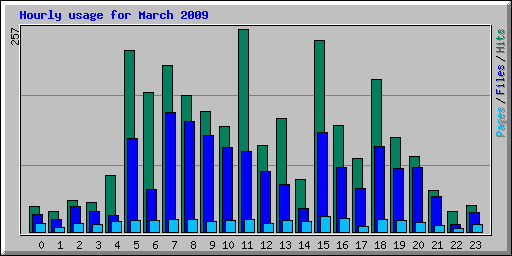 Hourly usage for March 2009
257
Pages / Files / Hits
0 1 2 3 4 5 6 7 8 9 10 11 12 13 14 15 16 17 18 19 20 21 22 23